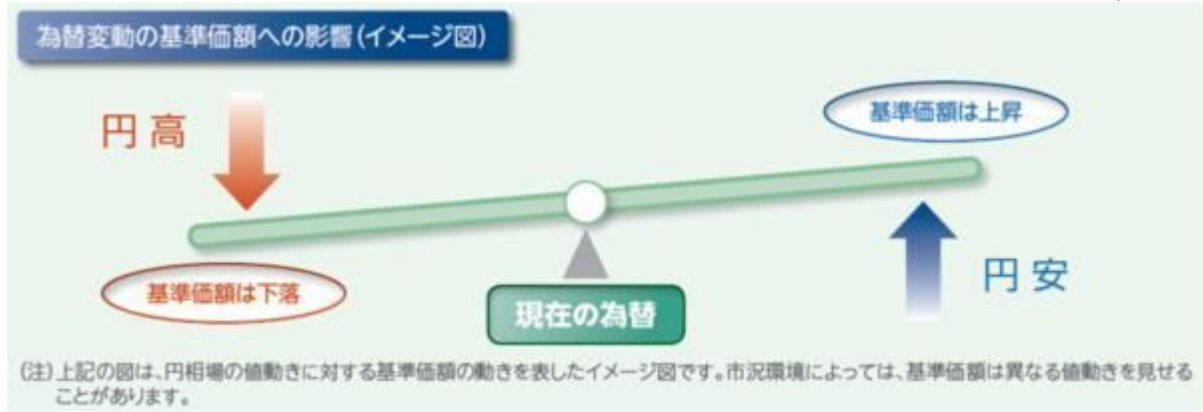 為替変動の基準価額への影響(イメージ図)
円高
基準価額は上昇
基準価額は下落
円安
現在の為替
(注)上記の図は、円相場の値動きに対する基準価額の動きを表したイメージ図です。市況環境によっては、基準価額は異なる値動きを見せる
ことがあります。